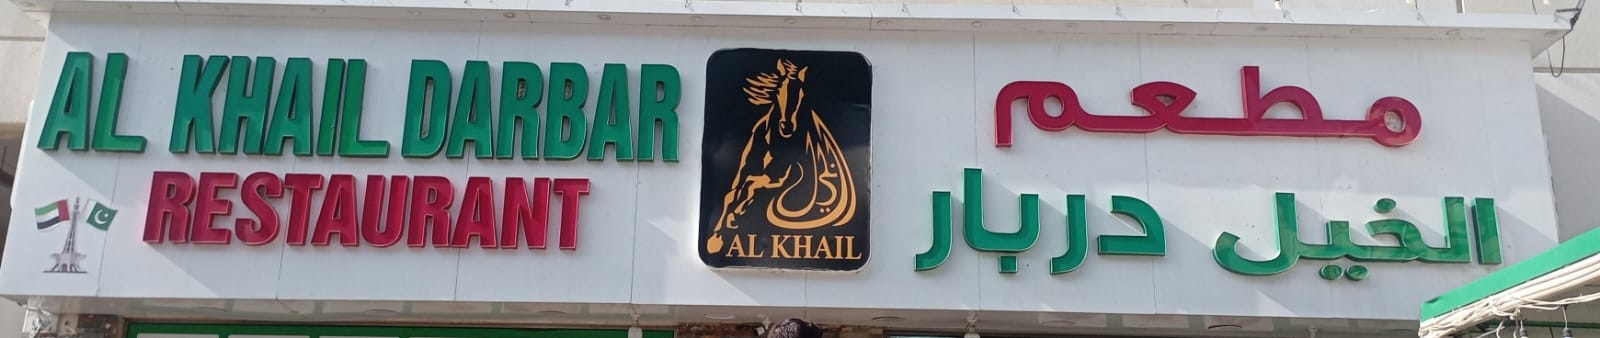 AL KHAIL DARBAR
RESTAURANT
الخيل
AL KHAIL
مطعم
الخيل دربار